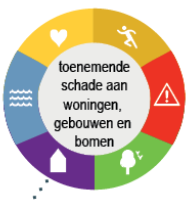 toenemende
schade aan
woningen,
gebouwen en
bomen